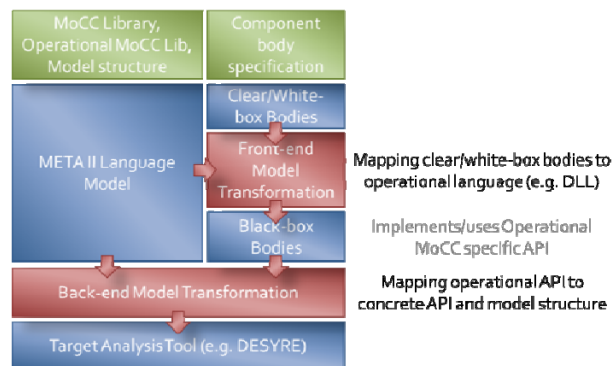 MoCC Library,
Operational MoCC Lib,
Model structure
Component
body
specification
Clear/White-
box Bodies
META II Language
Model
Front-end
Model
Transformation
Mapping clear/white-box bodies to
operational language (e.g. DLL)
Black-box
Bodies
Implements/uses Operational
MoCC specific API
Back-end Model Transformation
Mapping operational API to
concrete API and model structure
Target Analysis Tool (e.g. DESYRE)